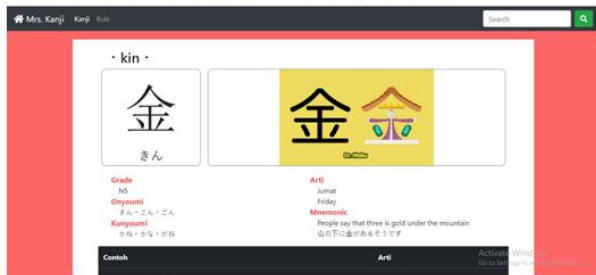 Mrs. Kanji Kanji Kuis Search
・kin・
金
きん
金
Dr. Moku
Grade
N5
Onyoumi
きん・こん・ごん
Kunyoumi
かね・かな・がね
Arti
Jumat
Friday
Mnemonic
People say that three is gold under the mountain
山の下に金があるそうです
Contoh Arti
Activate Windows
Go to Settings to activate Windows.